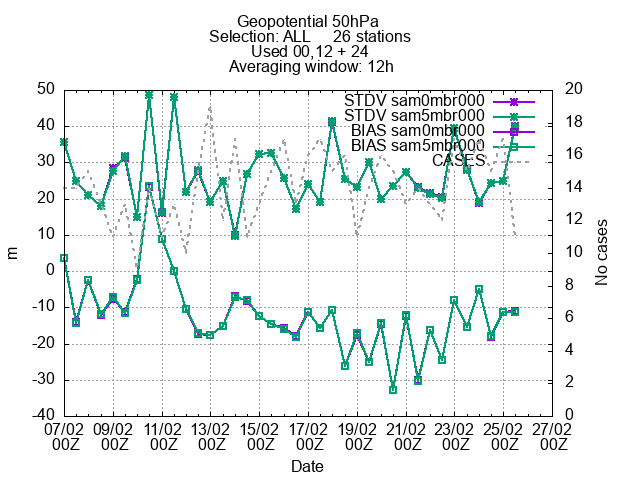 Geopotential 50hPa
Selection: ALL 26 stations
Used 00,12 + 24
Averaging window: 12h
STDV sam0mbr000
STDV sam5mbr000
BIAS sam0mbr000
BIAS sam5mbr000
CASES
50
40
30
20
10
0
-10
-20
-30
-40
m
20
18
16
14
12
10
8
6
4
2
0
No cases
07/02 09/02 11/02 13/02 15/02 17/02 19/02 21/02 23/02 25/02 27/02
00Z 00Z 00Z 00Z 00Z 00Z 00Z 00Z 00Z 00Z 00Z
Date